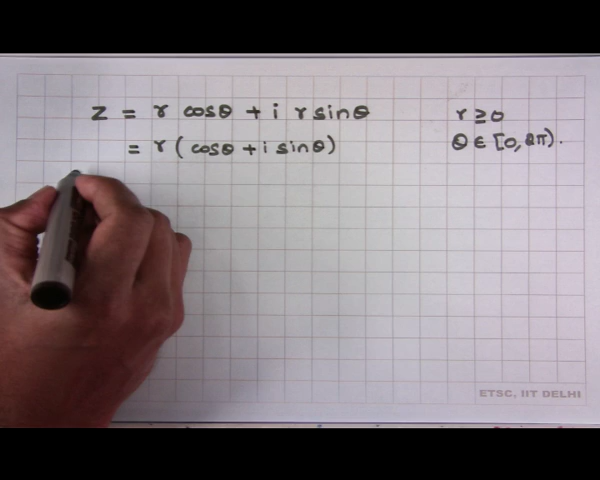 z = r cosθ + i r sinθ r ≥ 0
= r ( cosθ + i sinθ ) θ ∈ [0, 2π).
ETSC, IIT DELHI